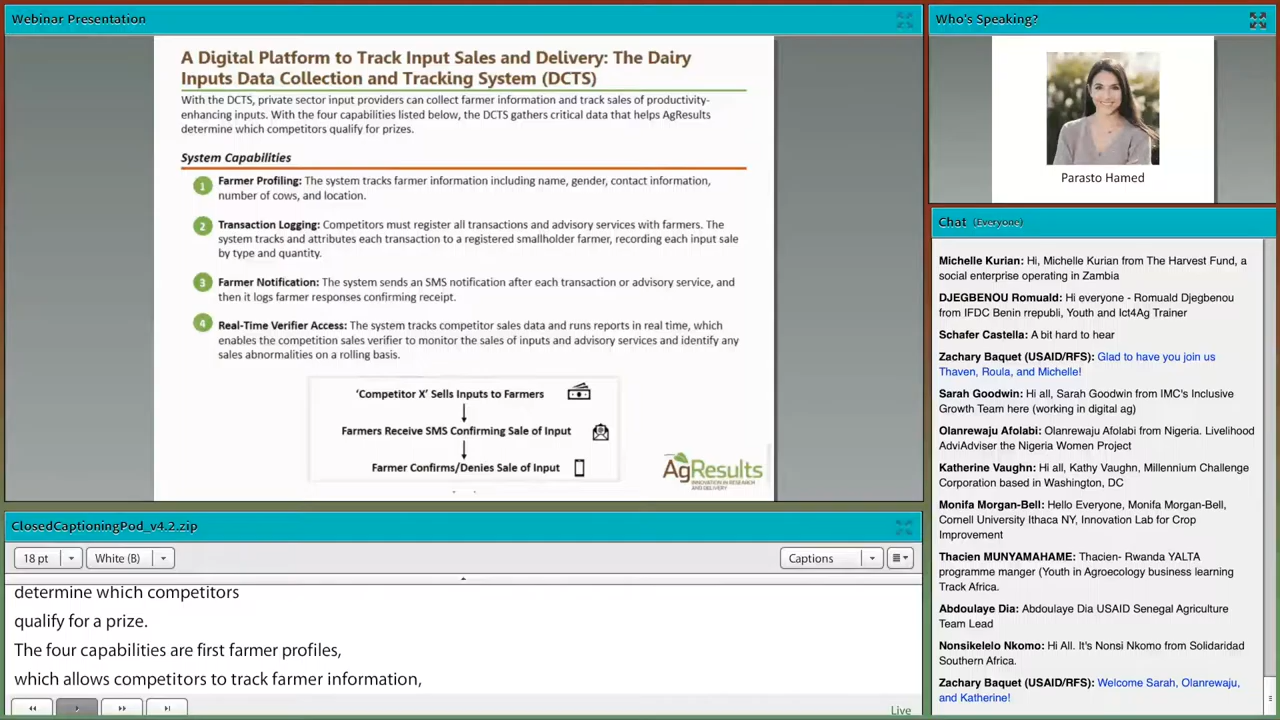 Webinar Presentation
A Digital Platform to Track Input Sales and Delivery: The Dairy
Inputs Data Collection and Tracking System (DCTS)
With the DCTS, private sector input providers can collect farmer information and track sales of productivity-
enhancing inputs. With the four capabilities listed below, the DCTS gathers critical data that helps AgResults
determine which competitors qualify for prizes.
System Capabilities
1 Farmer Profiling: The system tracks farmer information including name, gender, contact information,
number of cows, and location.
2 Transaction Logging: Competitors must register all transactions and advisory services with farmers. The
system tracks and attributes each transaction to a registered smallholder farmer, recording each input sale
by type and quantity.
3 Farmer Notification: The system sends an SMS notification after each transaction or advisory service, and
then it logs farmer responses confirming receipt.
4 Real-Time Verifier Access: The system tracks competitor sales data and runs reports in real time, which
enables the competition sales verifier to monitor the sales of inputs and advisory services and identify any
sales abnormalities on a rolling basis.
‘Competitor X’ Sells Inputs to Farmers
Farmers Receive SMS Confirming Sale of Input
Farmer Confirms/Denies Sale of Input
AgResults
INNOVATION IN RESEARCH
AND DELIVERY
ClosedCaptioningPod_v4.2.zip
18 pt
White (B)
Captions
determine which competitors
qualify for a prize.
The four capabilities are first farmer profiles,
which allows competitors to track farmer information,
Live
Who's Speaking?
Parasto Hamed
Chat (Everyone)
Michelle Kurian: Hi, Michelle Kurian from The Harvest Fund, a
social enterprise operating in Zambia
DJEGBENOU Romuald: Hi everyone - Romuald Djegbenou
from IFDC Benin rrepubli, Youth and Ict4Ag Trainer
Schafer Castella: A bit hard to hear
Zachary Baquet (USAID/RFS): Glad to have you join us
Thaven, Roula, and Michelle!
Sarah Goodwin: Hi all, Sarah Goodwin from IMC's Inclusive
Growth Team here (working in digital ag)
Olanrewaju Afolabi: Olanrewaju Afolabi from Nigeria. Livelihood
AdviAdviser the Nigeria Women Project
Katherine Vaughn: Hi all, Kathy Vaughn, Millennium Challenge
Corporation based in Washington, DC
Monifa Morgan-Bell: Hello Everyone, Monifa Morgan-Bell,
Cornell University Ithaca NY, Innovation Lab for Crop
Improvement
Thacien MUNYAMAHAME: Thacien- Rwanda YALTA
programme manger (Youth in Agroecology business learning
Track Africa.
Abdoulaye Dia: Abdoulaye Dia USAID Senegal Agriculture
Team Lead
Nonsikelelo Nkomo: Hi All. It's Nonsi Nkomo from Solidaridad
Southern Africa.
Zachary Baquet (USAID/RFS): Welcome Sarah, Olanrewaju,
and Katherine!